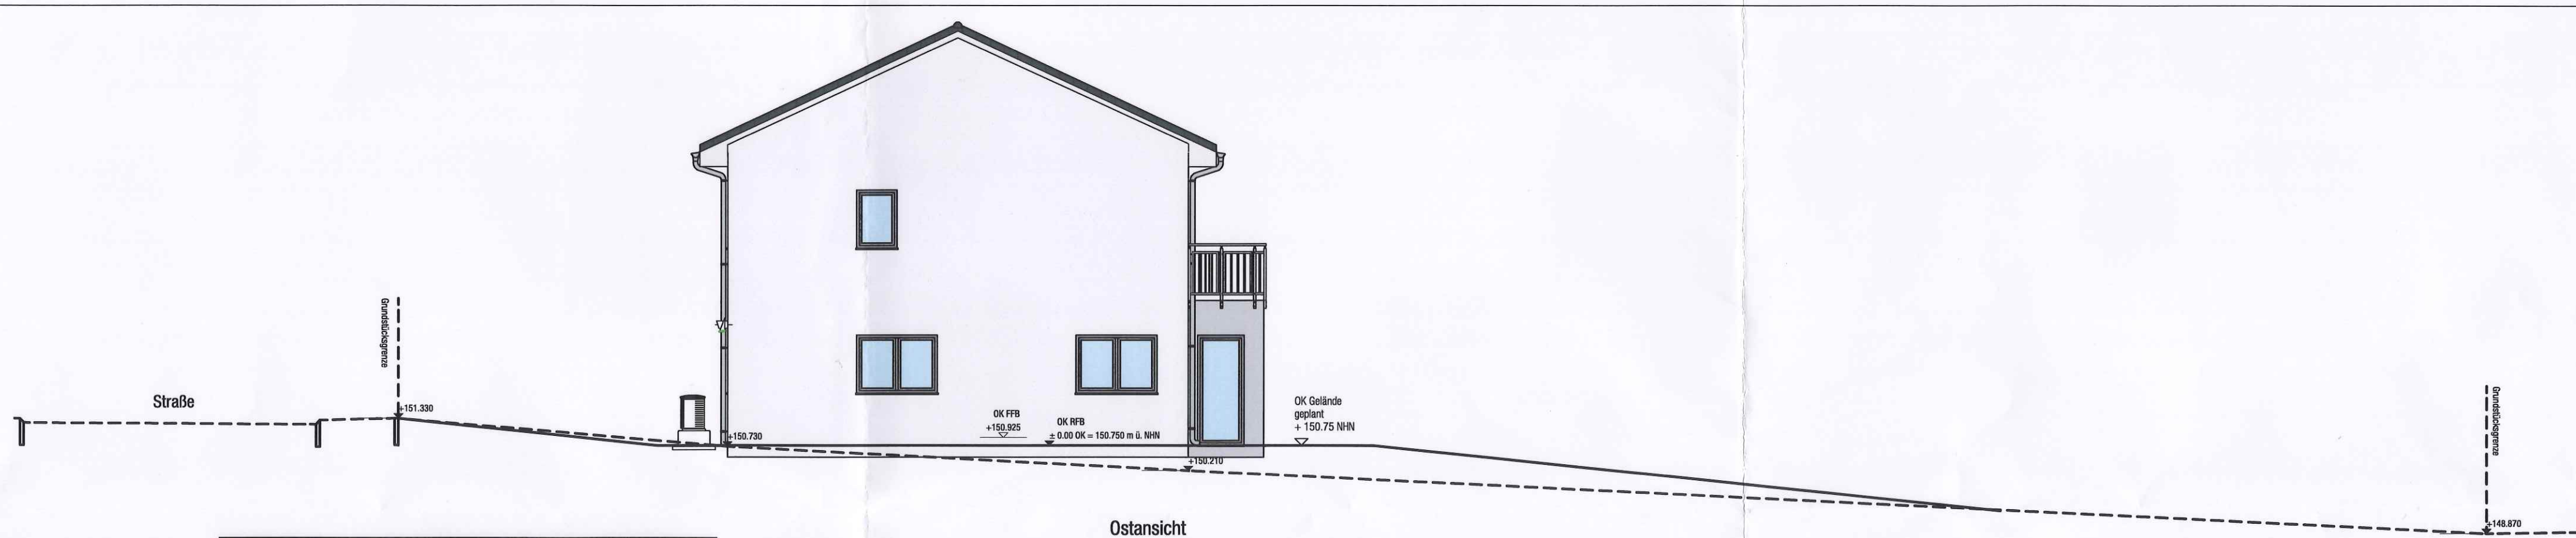 Grundstücksgrenze
Straße
+151.330
+150.730
OK FFB
+150.925
OK RFB
± 0.00 OK = 150.750 m ü. NHN
+150.210
OK Gelände
geplant
+ 150.75 NHN
Grundstücksgrenze
+148.870
Ostansicht